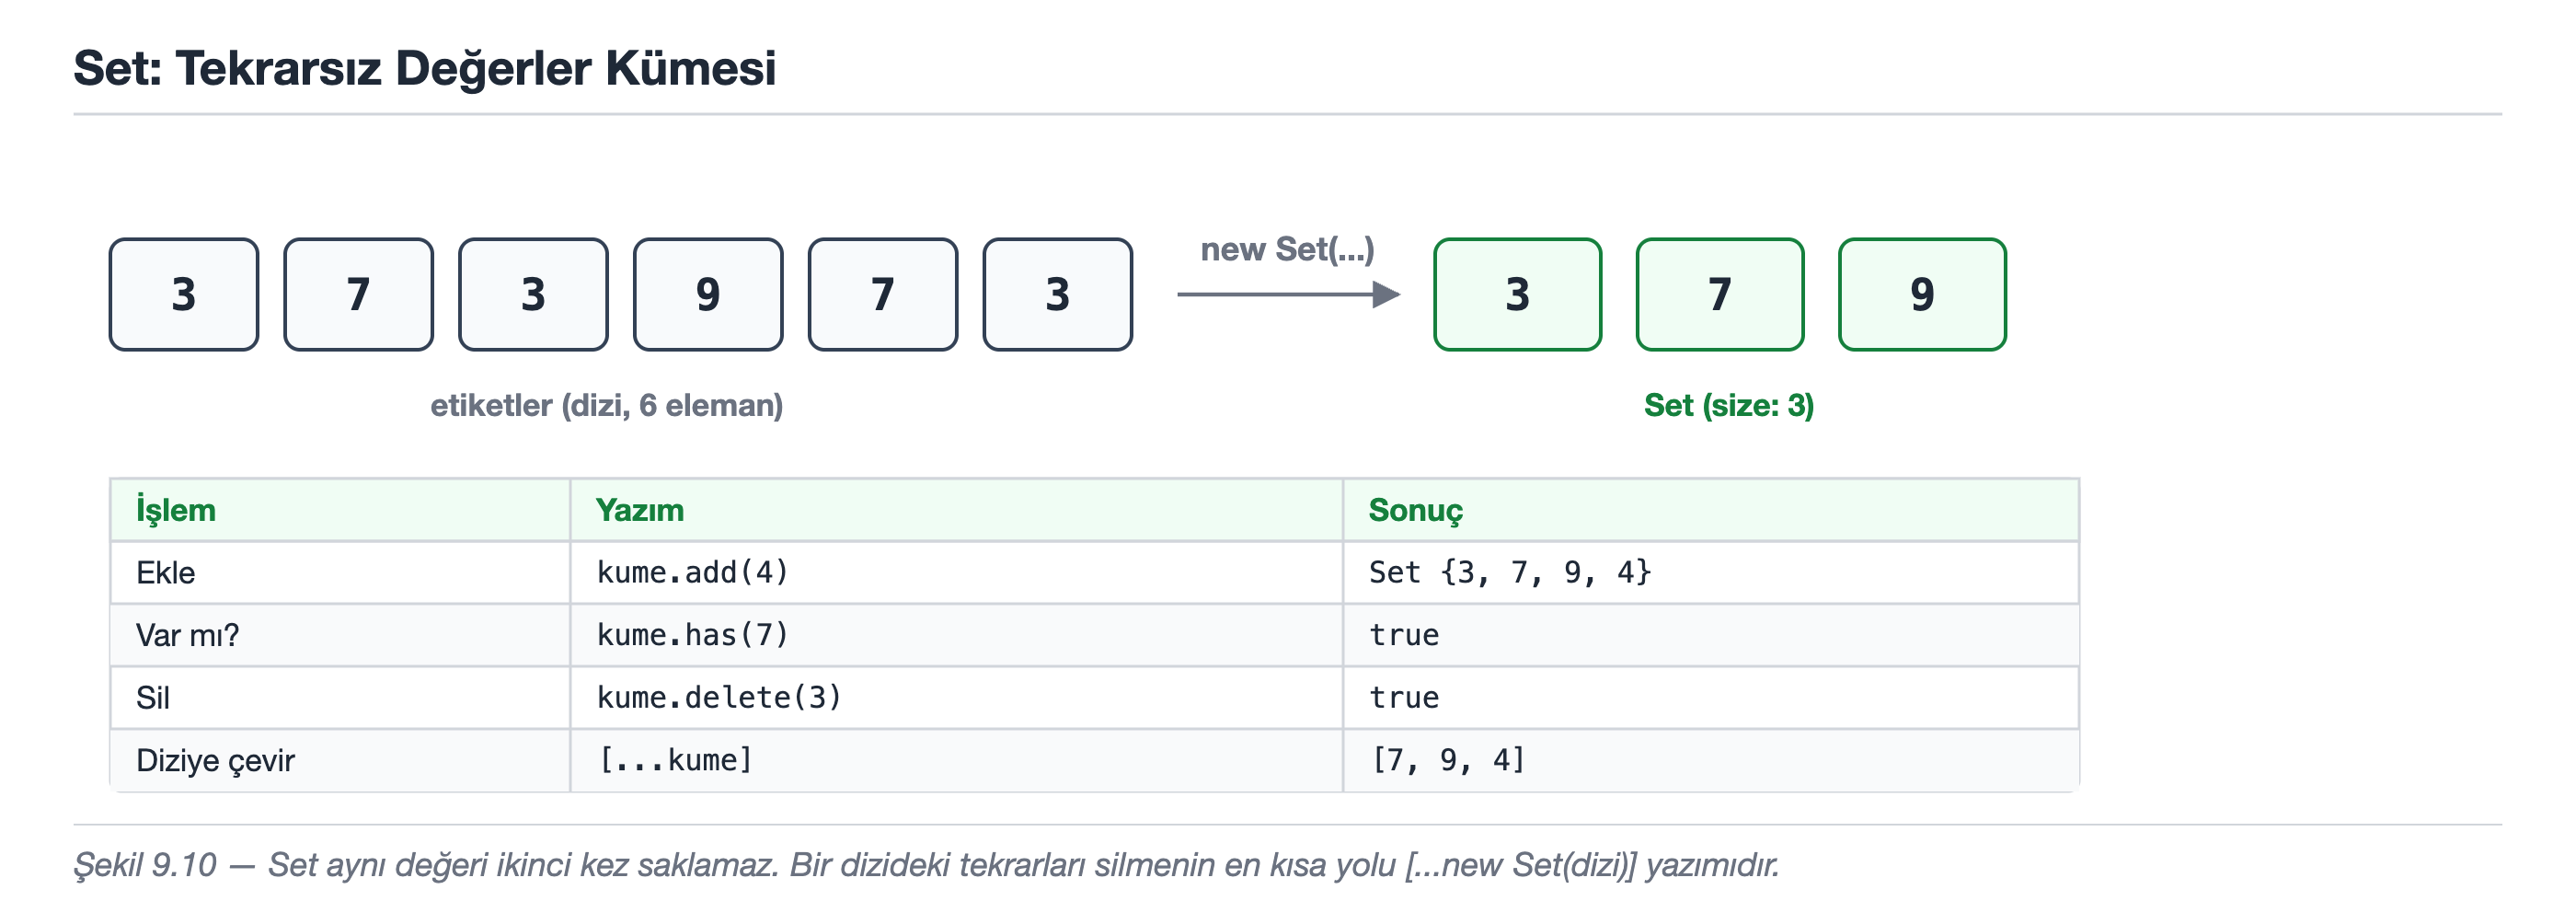 Set: Tekrarsız Değerler Kümesi
3 7 3 9 7 3 new Set(...) 3 7 9
etiketler (dizi, 6 eleman) Set (size: 3)
İşlem Yazım Sonuç
Ekle kume.add(4) Set {3, 7, 9, 4}
Var mı? kume.has(7) true
Sil kume.delete(3) true
Diziye çevir [...kume] [7, 9, 4]
Şekil 9.10 — Set aynı değeri ikinci kez saklamaz. Bir dizideki tekrarları silmenin en kısa yolu [...new Set(dizi)] yazımıdır.